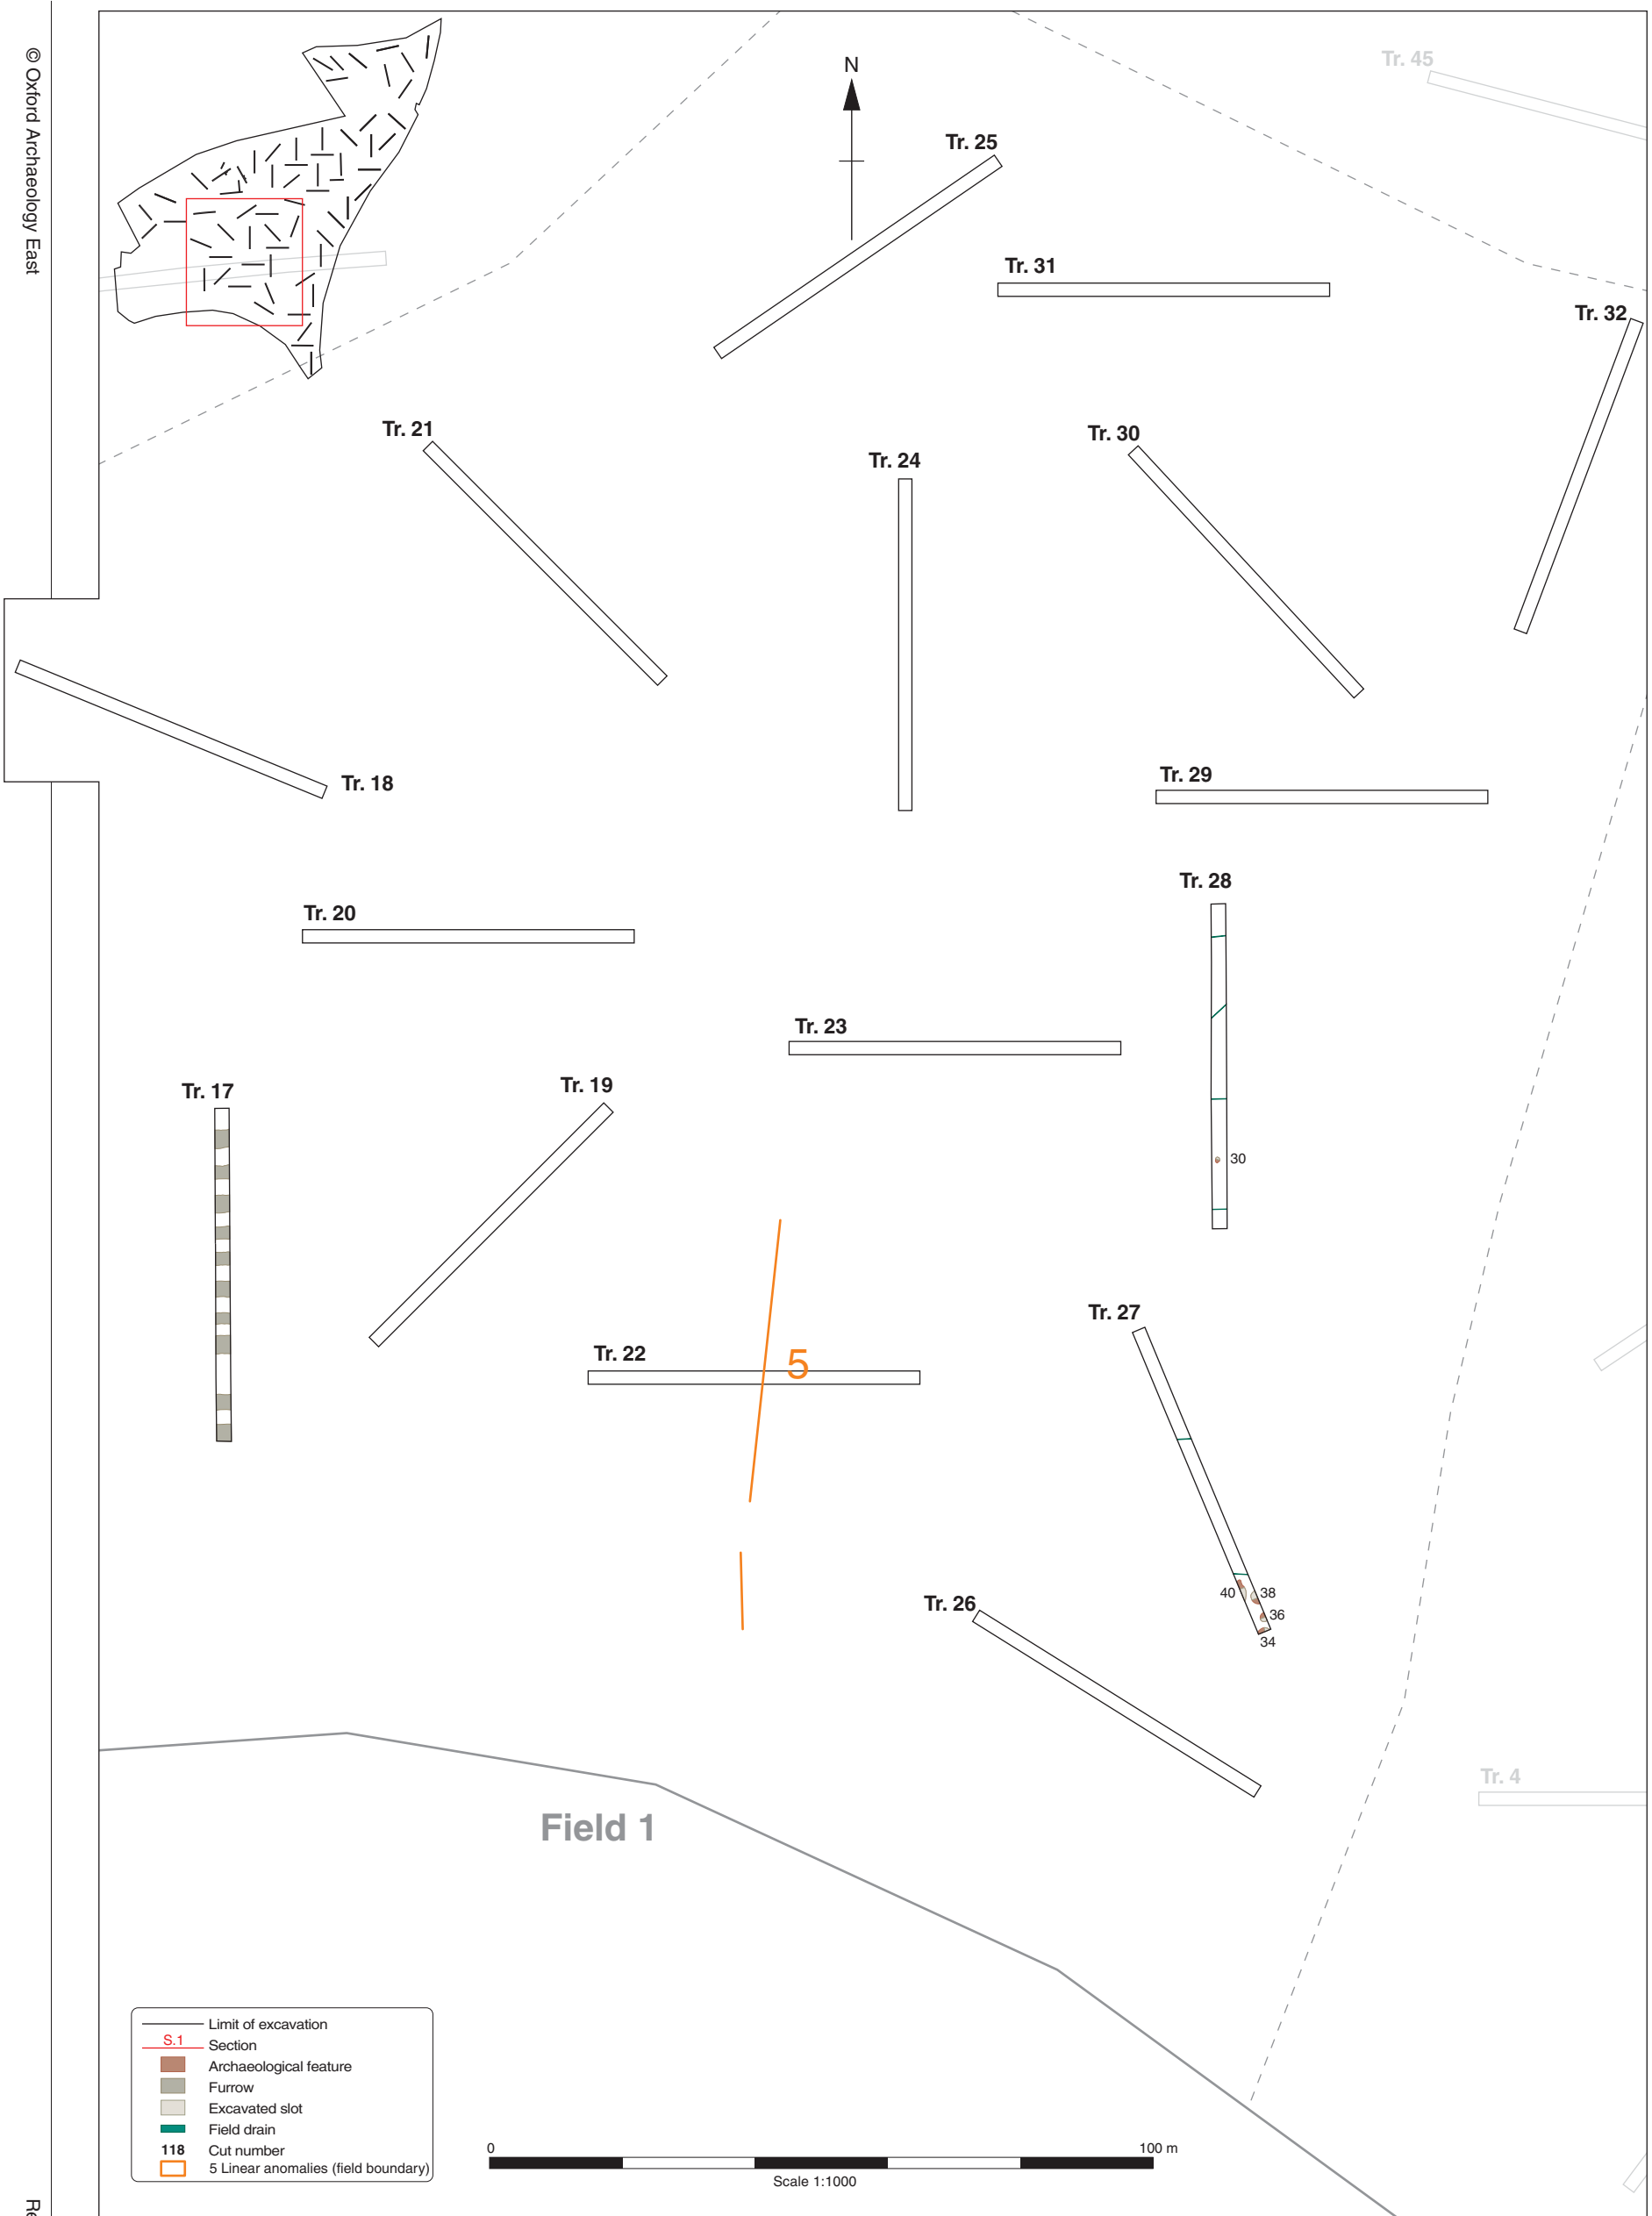 © Oxford Archaeology East
N
Tr. 45
Tr. 25
Tr. 31
Tr. 32
Tr. 21
Tr. 30
Tr. 24
Tr. 18
Tr. 29
Tr. 28
Tr. 20
Tr. 23
Tr. 17
Tr. 19
30
Tr. 27
Tr. 22
5
40
38
36
34
Tr. 26
Tr. 4
Field 1
Limit of excavation
S.1
Section
Archaeological feature
Furrow
Excavated slot
Field drain
118 Cut number
5 Linear anomalies (field boundary)
0
100 m
Scale 1:1000
Re